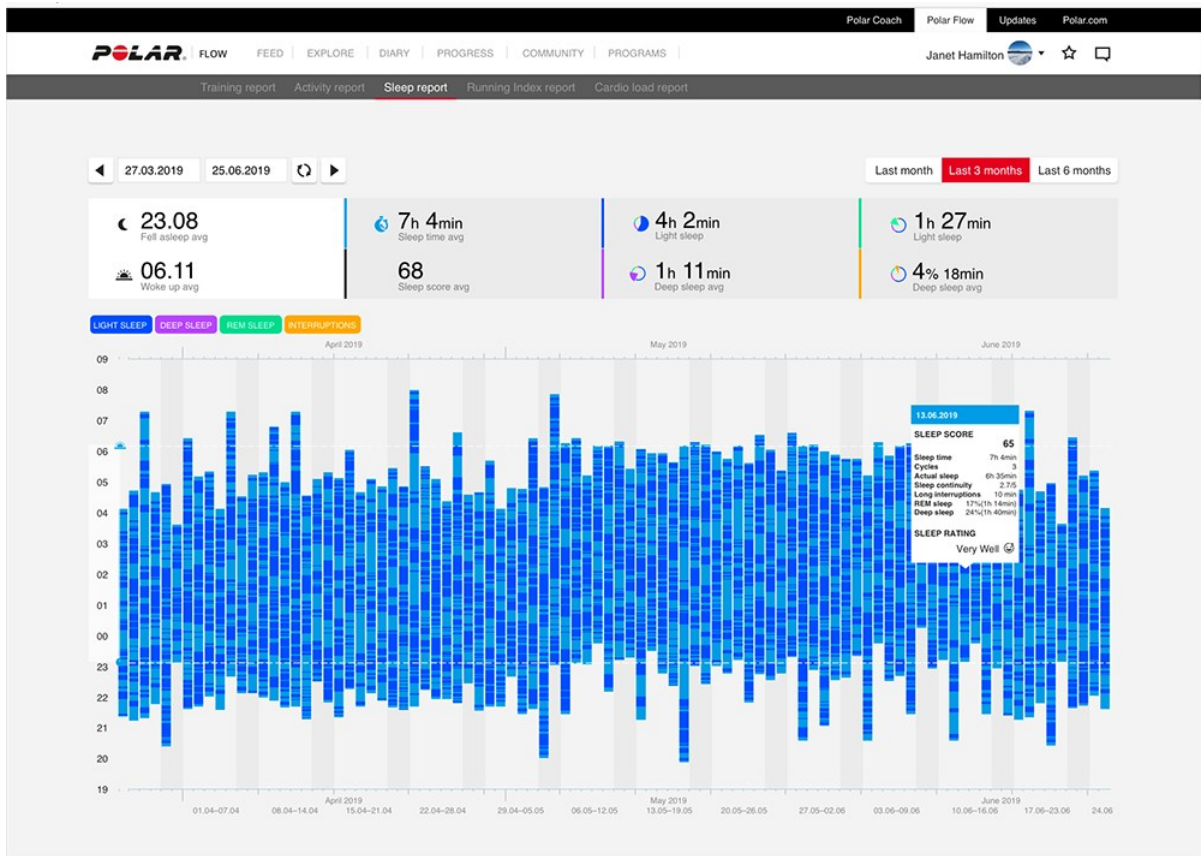 Polar Coach Polar Flow Updates Polar.com
POLAR. FLOW FEED EXPLORE DIARY PROGRESS COMMUNITY PROGRAMS Janet Hamilton
Training report Activity report Sleep report Running Index report Cardio load report
27.03.2019 25.06.2019 Last month Last 3 months Last 6 months
23.08 7h 4min 4h 2min 1h 27min
Fell asleep avg Sleep time avg Light sleep Light sleep
06.11 68 1h 11min 4% 18min
Woke up avg Sleep score avg Deep sleep avg Deep sleep avg
LIGHT SLEEP DEEP SLEEP REM SLEEP INTERRUPTIONS
April 2019 May 2019 June 2019
09
08
07
06
05
04
03
02
01
00
23
22
21
20
19
13.06.2019
SLEEP SCORE
65
Sleep time 7h 4min
Cycles 3
Actual sleep 6h 35min
Sleep continuity 2.7/5
Long interruptions 10 min
REM sleep 17%(1h 14min)
Deep sleep 24%(1h 40min)
SLEEP RATING
Very Well
April 2019 May 2019 June 2019
01.04–07.04 08.04–14.04 15.04–21.04 22.04–28.04 29.04–05.05 06.05–12.05 13.05–19.05 20.05–26.05 27.05–02.06 03.06–09.06 10.06–16.06 17.06–23.06 24.06